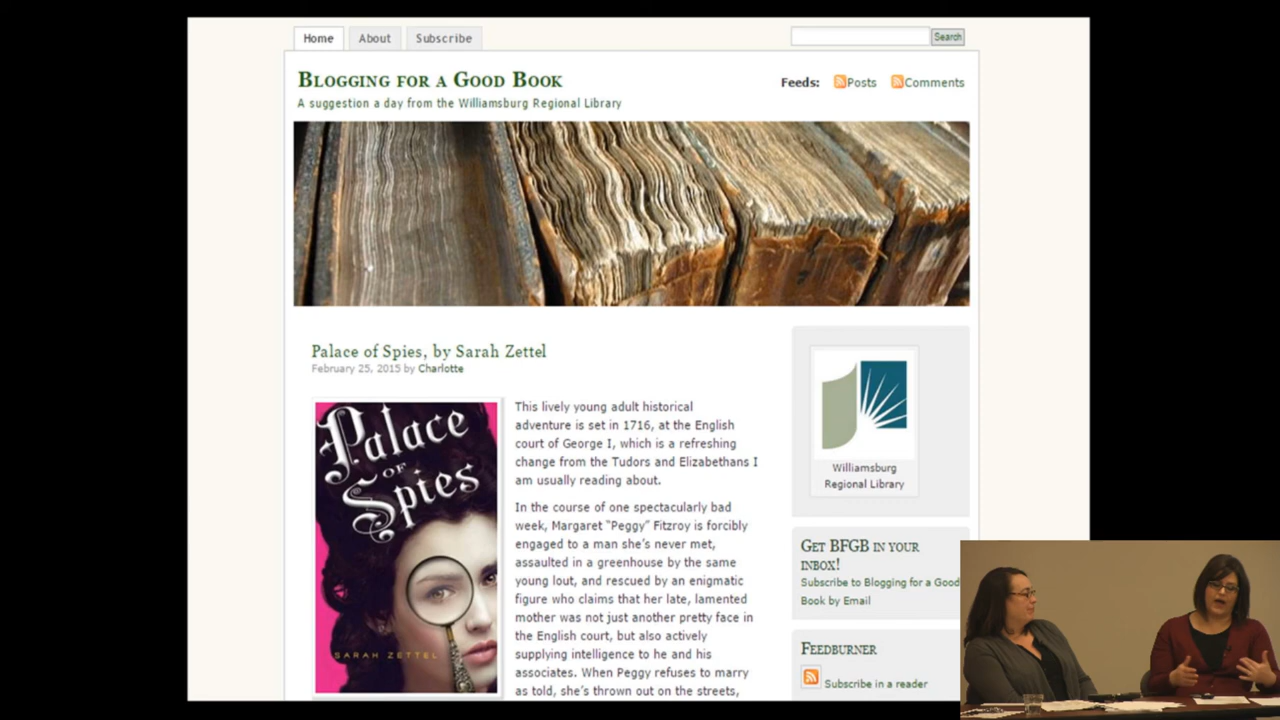 Home About Subscribe Search
BLOGGING FOR A GOOD BOOK
A suggestion a day from the Williamsburg Regional Library
Feeds: Posts Comments
Palace of Spies, by Sarah Zettel
February 25, 2015 by Charlotte
Palace
OF
Spies
SARAH ZETTEL
This lively young adult historical
adventure is set in 1716, at the English
court of George I, which is a refreshing
change from the Tudors and Elizabethans I
am usually reading about.
In the course of one spectacularly bad
week, Margaret “Peggy” Fitzroy is forcibly
engaged to a man she’s never met,
assaulted in a greenhouse by the same
young lout, and rescued by an enigmatic
figure who claims that her late, lamented
mother was not just another pretty face in
the English court, but also actively
supplying intelligence to he and his
associates. When Peggy refuses to marry
as told, she’s thrown out on the streets,
Williamsburg
Regional Library
GET BFGB IN YOUR
INBOX!
Subscribe to Blogging for a Good
Book by Email
FEEDBURNER
Subscribe in a reader